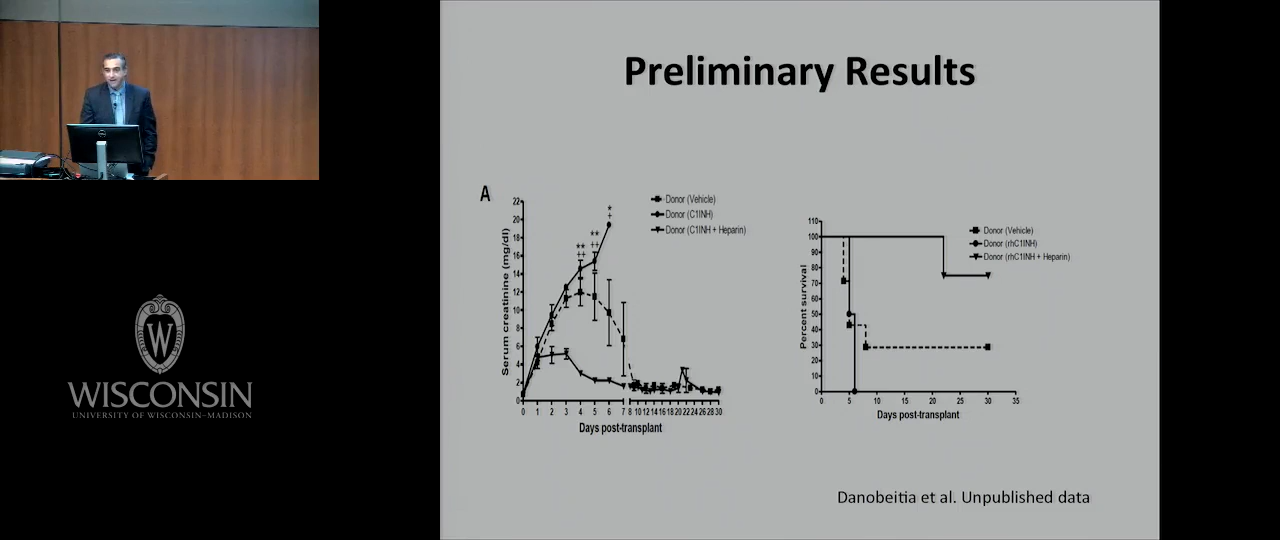 Preliminary Results
A
Donor (Vehicle)
Donor (C1INH)
Donor (C1INH + Heparin)
Serum creatinine (mg/dl)
22
20
18
16
14
12
10
8
6
4
2
0
*
+
**
++
**
++
0 1 2 3 4 5 6 7 8 10 12 14 16 18 20 22 24 26 28 30
Days post-transplant
Donor (Vehicle)
Donor (rhC1INH)
Donor (rhC1INH + Heparin)
Percent survival
110
100
90
80
70
60
50
40
30
20
10
0
0 5 10 15 20 25 30 35
Days post-transplant
Danobeitia et al. Unpublished data
W
WISCONSIN
UNIVERSITY OF WISCONSIN–MADISON